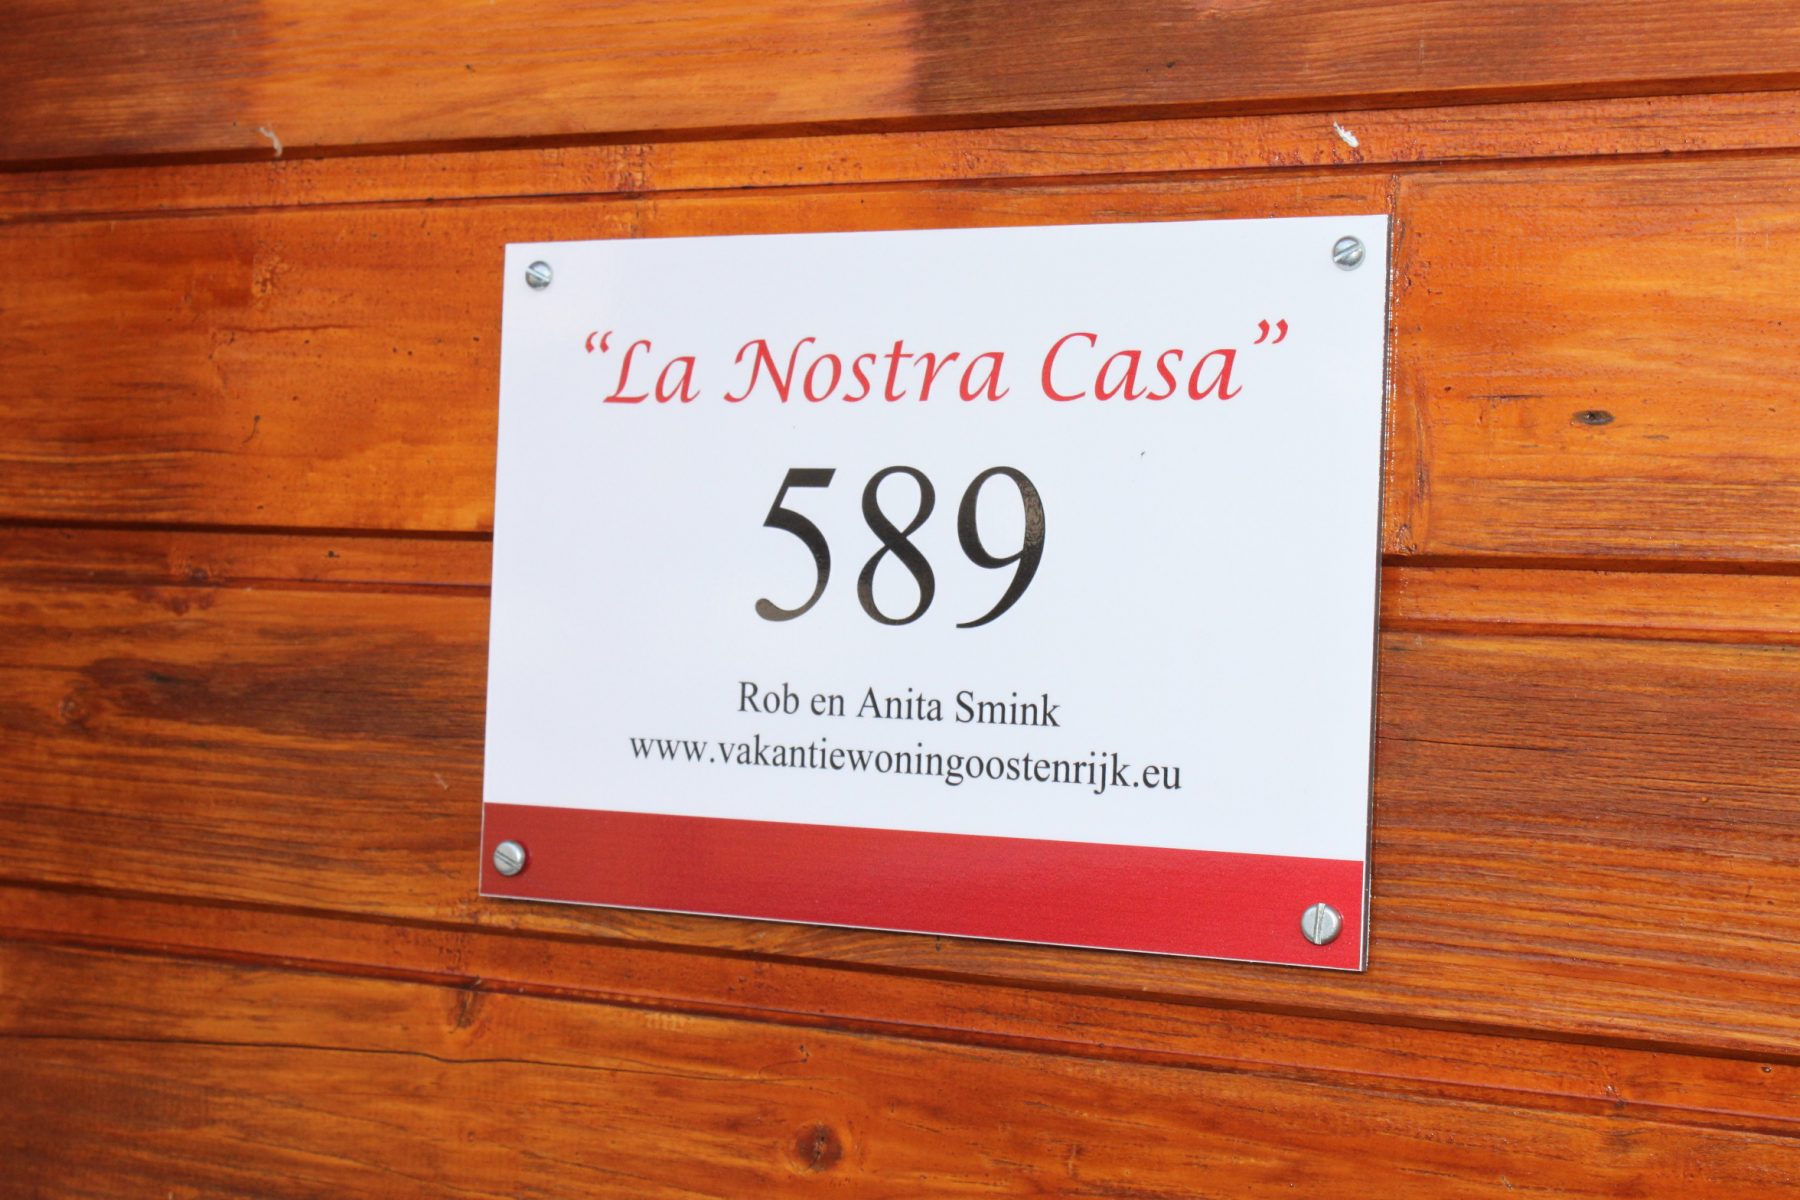 “La Nostra Casa”
589
Rob en Anita Smink
www.vakantiewoningoostenrijk.eu